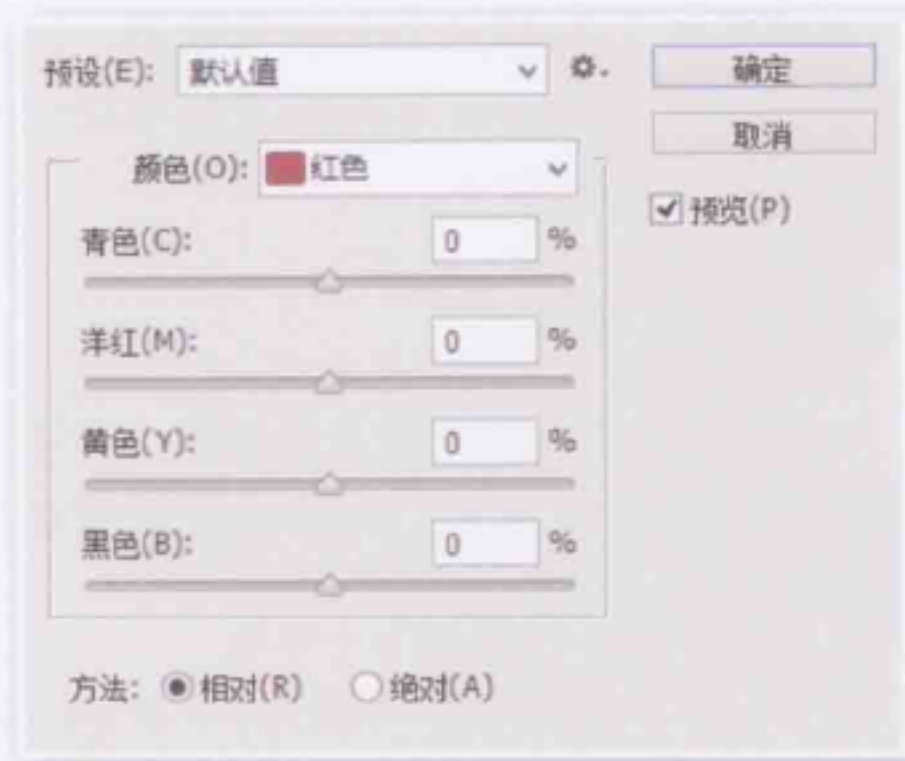 预设(E): 默认值
确定
取消
颜色(O): 红色
预览(P)
青色(C): 0 %
洋红(M): 0 %
黄色(Y): 0 %
黑色(B): 0 %
方法: 相对(R) 绝对(A)